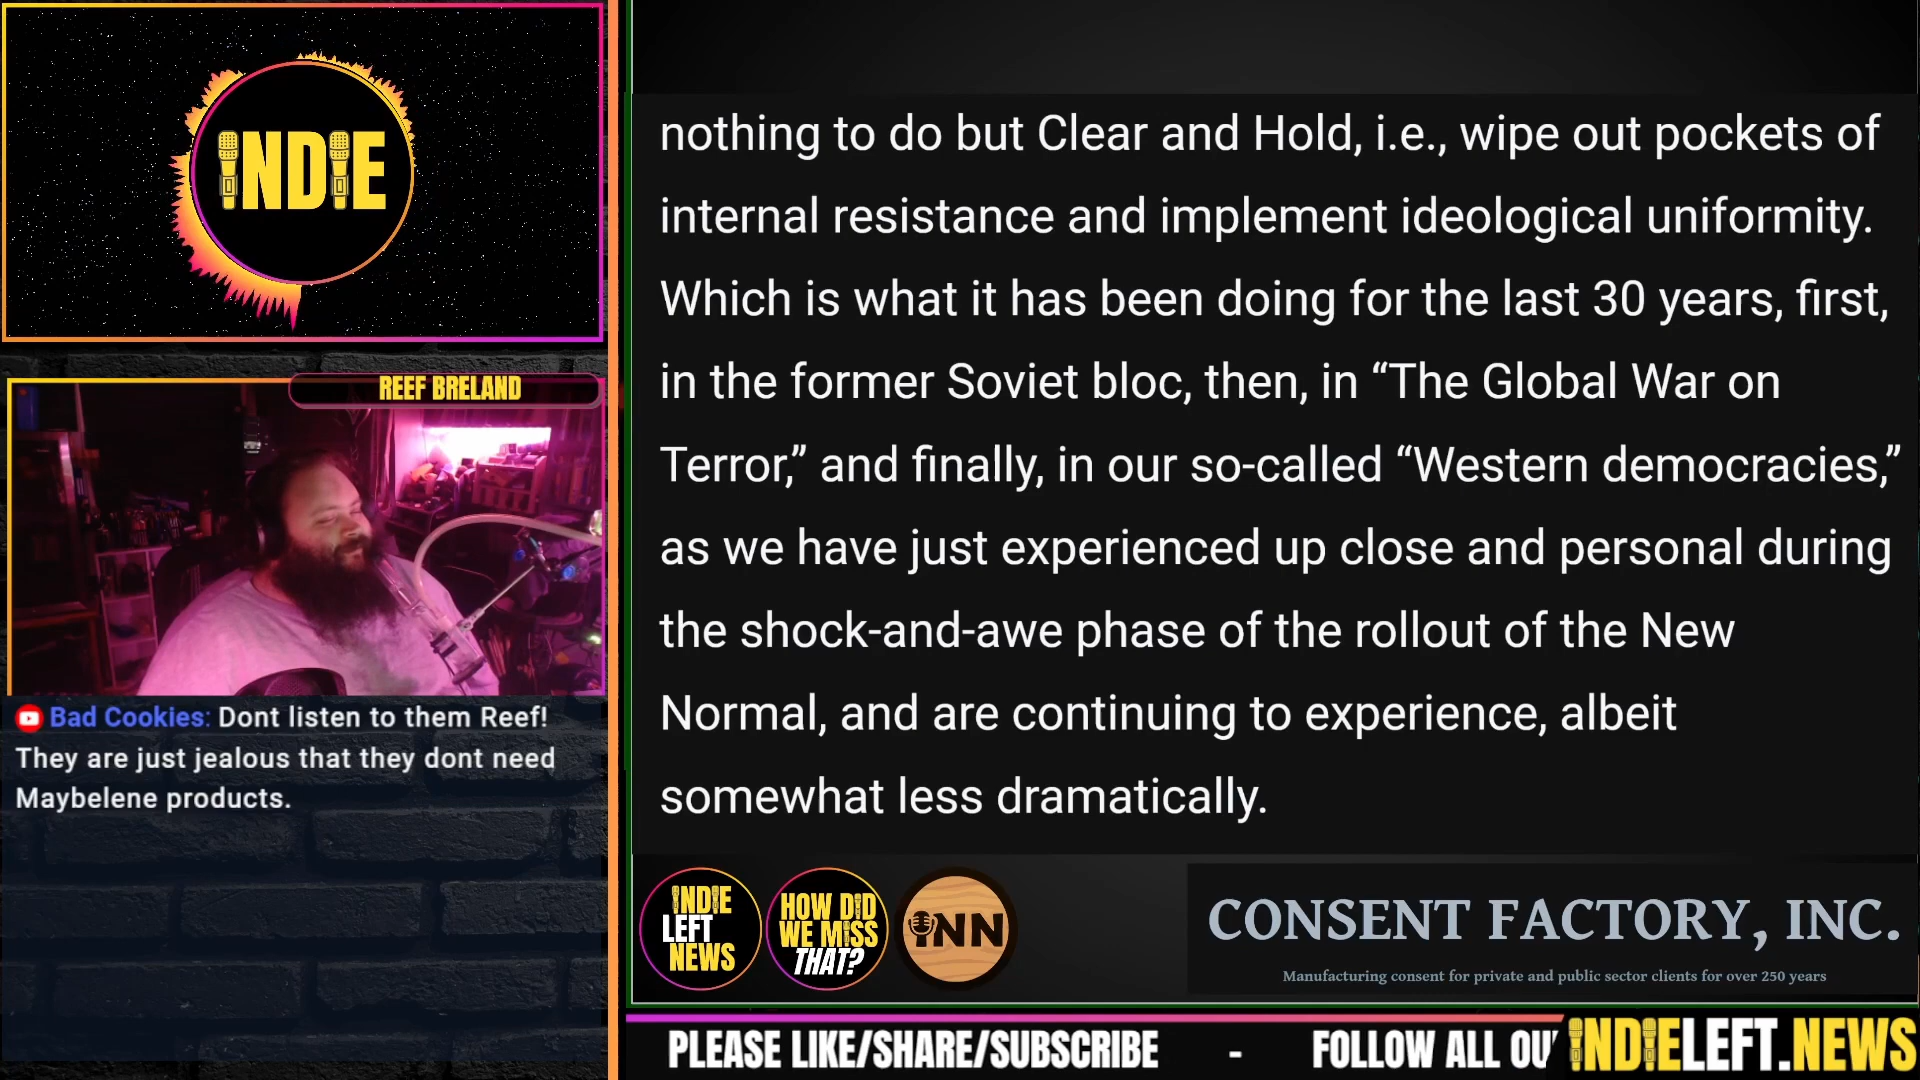 INDIE
REEF BRELAND
Bad Cookies: Dont listen to them Reef!
They are just jealous that they dont need
Maybelene products.
nothing to do but Clear and Hold, i.e., wipe out pockets of
internal resistance and implement ideological uniformity.
Which is what it has been doing for the last 30 years, first,
in the former Soviet bloc, then, in “The Global War on
Terror,” and finally, in our so-called “Western democracies,”
as we have just experienced up close and personal during
the shock-and-awe phase of the rollout of the New
Normal, and are continuing to experience, albeit
somewhat less dramatically.
INDIE
LEFT
NEWS
HOW DID
WE MISS
THAT?
iNN
CONSENT FACTORY, INC.
Manufacturing consent for private and public sector clients for over 250 years
PLEASE LIKE/SHARE/SUBSCRIBE - FOLLOW ALL OU
INDIELEFT.NEWS